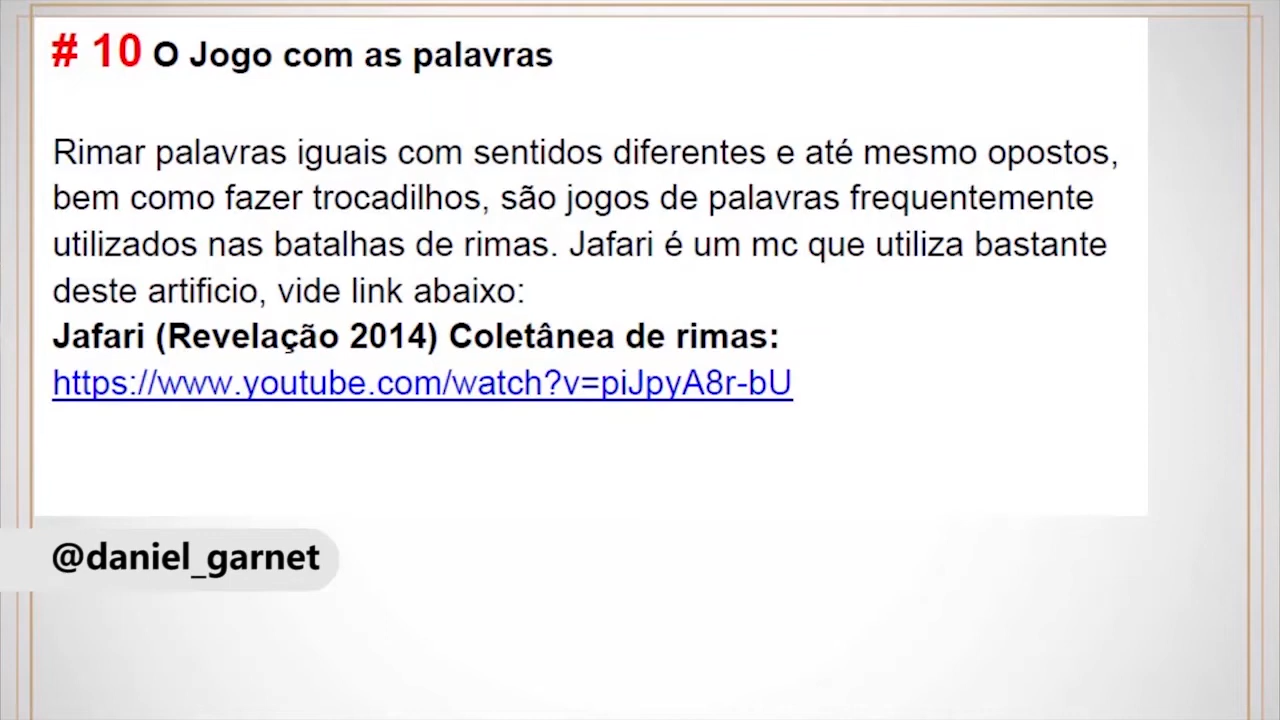 # 10 O Jogo com as palavras
Rimar palavras iguais com sentidos diferentes e até mesmo opostos,
bem como fazer trocadilhos, são jogos de palavras frequentemente
utilizados nas batalhas de rimas. Jafari é um mc que utiliza bastante
deste artificio, vide link abaixo:
Jafari (Revelação 2014) Coletânea de rimas:
https://www.youtube.com/watch?v=piJpyA8r-bU
@daniel_garnet